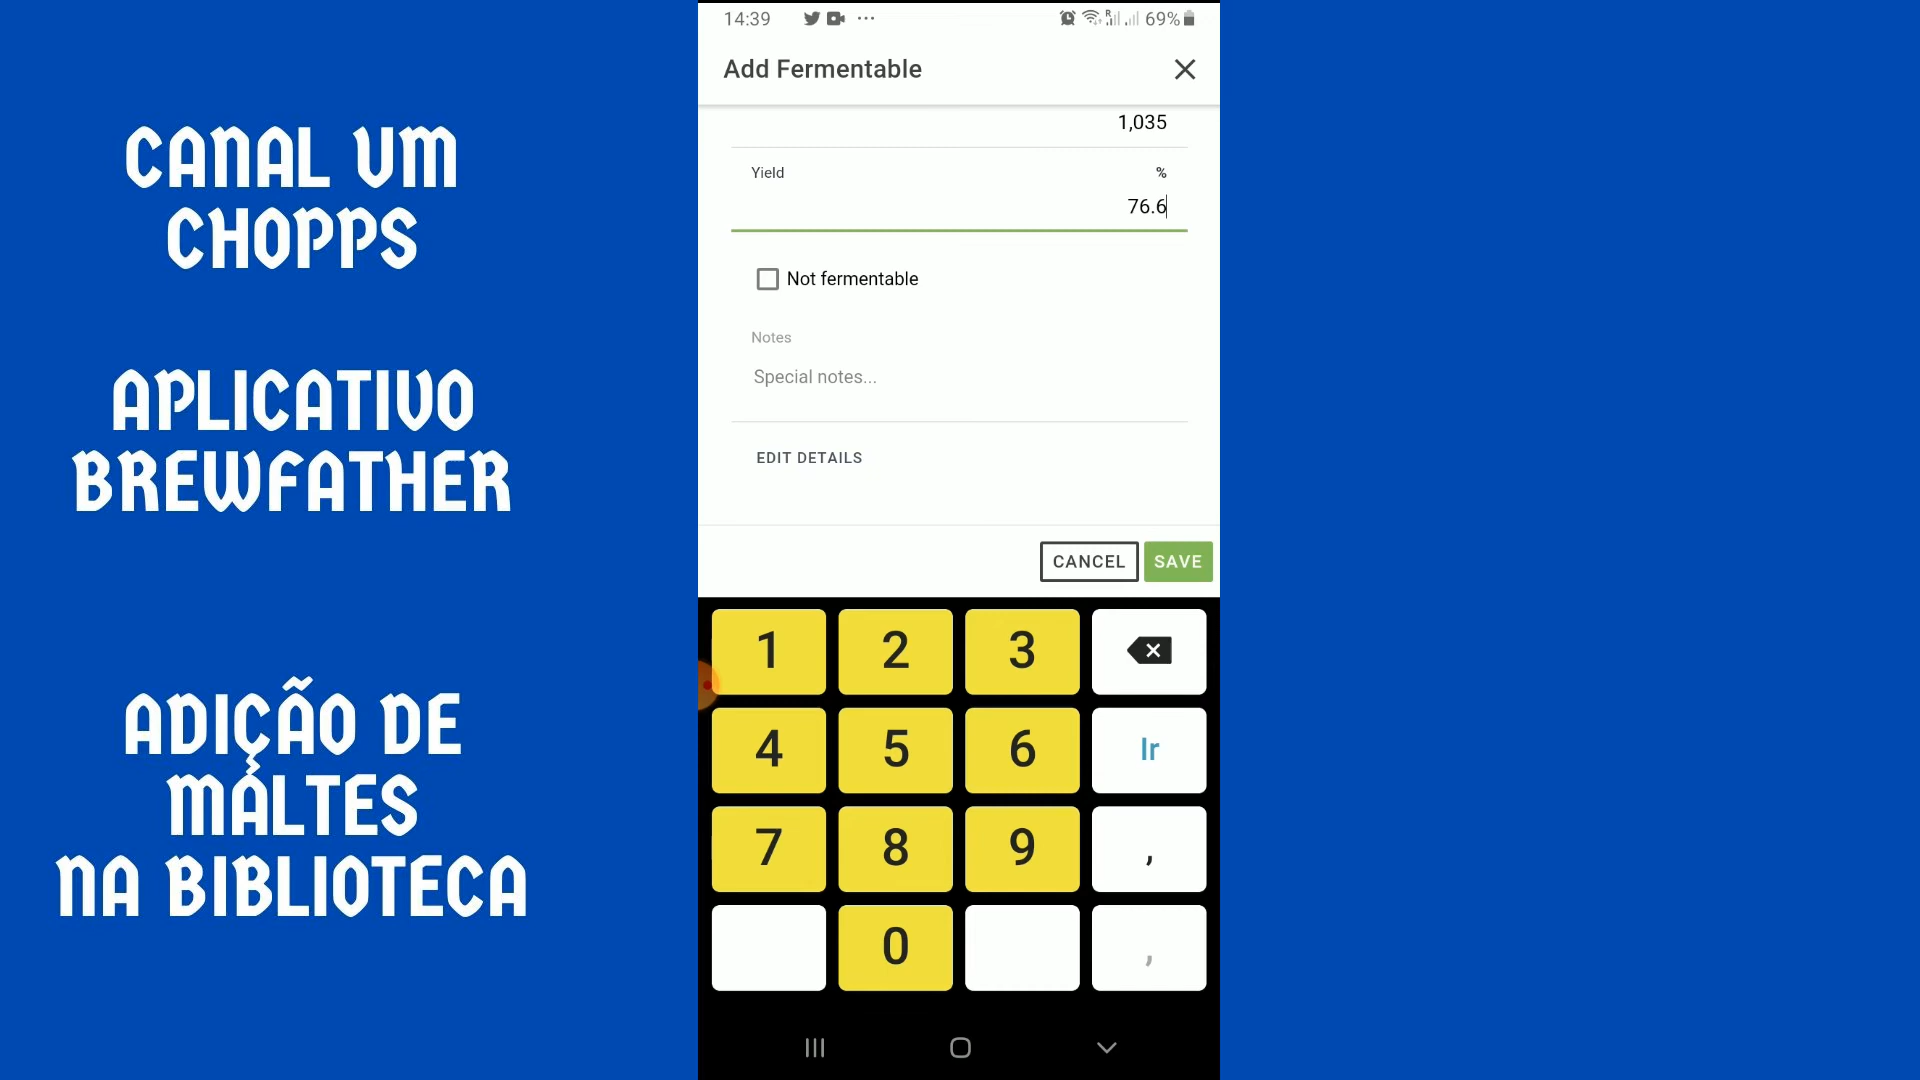 CANAL VM
CHOPPS
APLICATIVO
BREWFATHER
ADIÇÃO DE
MALTES
NA BIBLIOTECA
14:39
R
69%
Add Fermentable
1,035
Yield
%
76.6
Not fermentable
Notes
Special notes...
EDIT DETAILS
CANCEL
SAVE
1
2
3
4
5
6
Ir
7
8
9
,
0
,